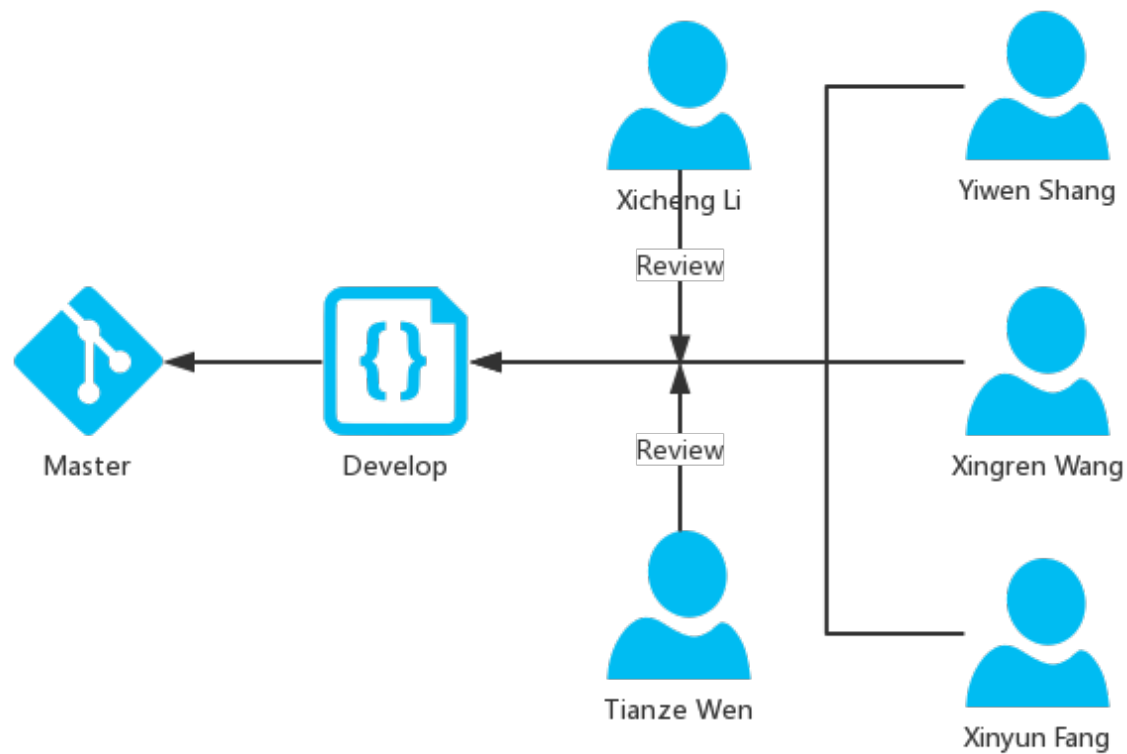 Xicheng Li
Yiwen Shang
Review
Master
Develop
Review
Xingren Wang
Tianze Wen
Xinyun Fang